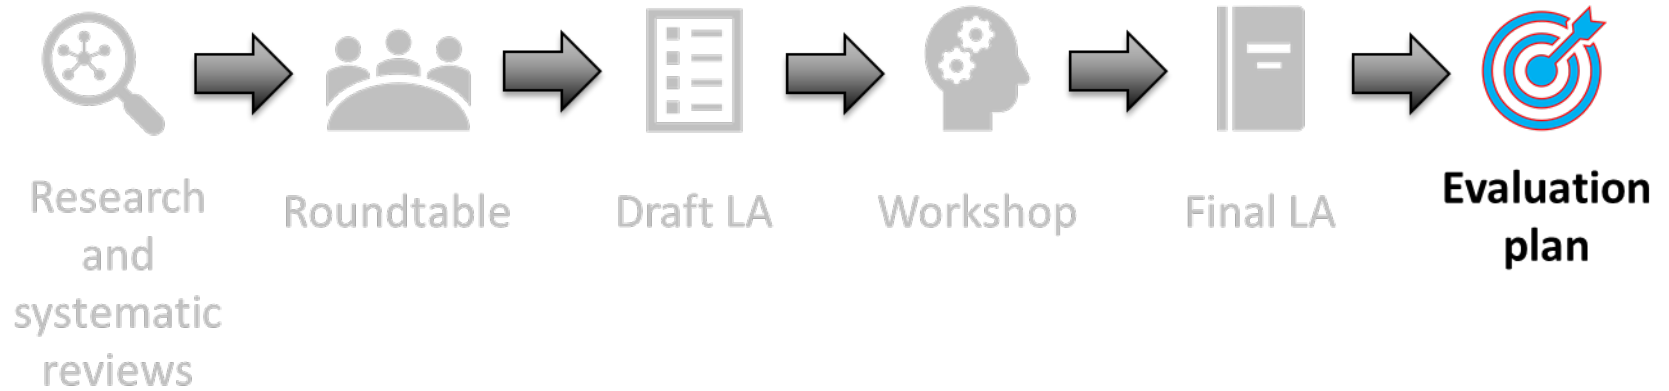 Research
and
systematic
reviews
Roundtable
Draft LA
Workshop
Final LA
Evaluation
plan